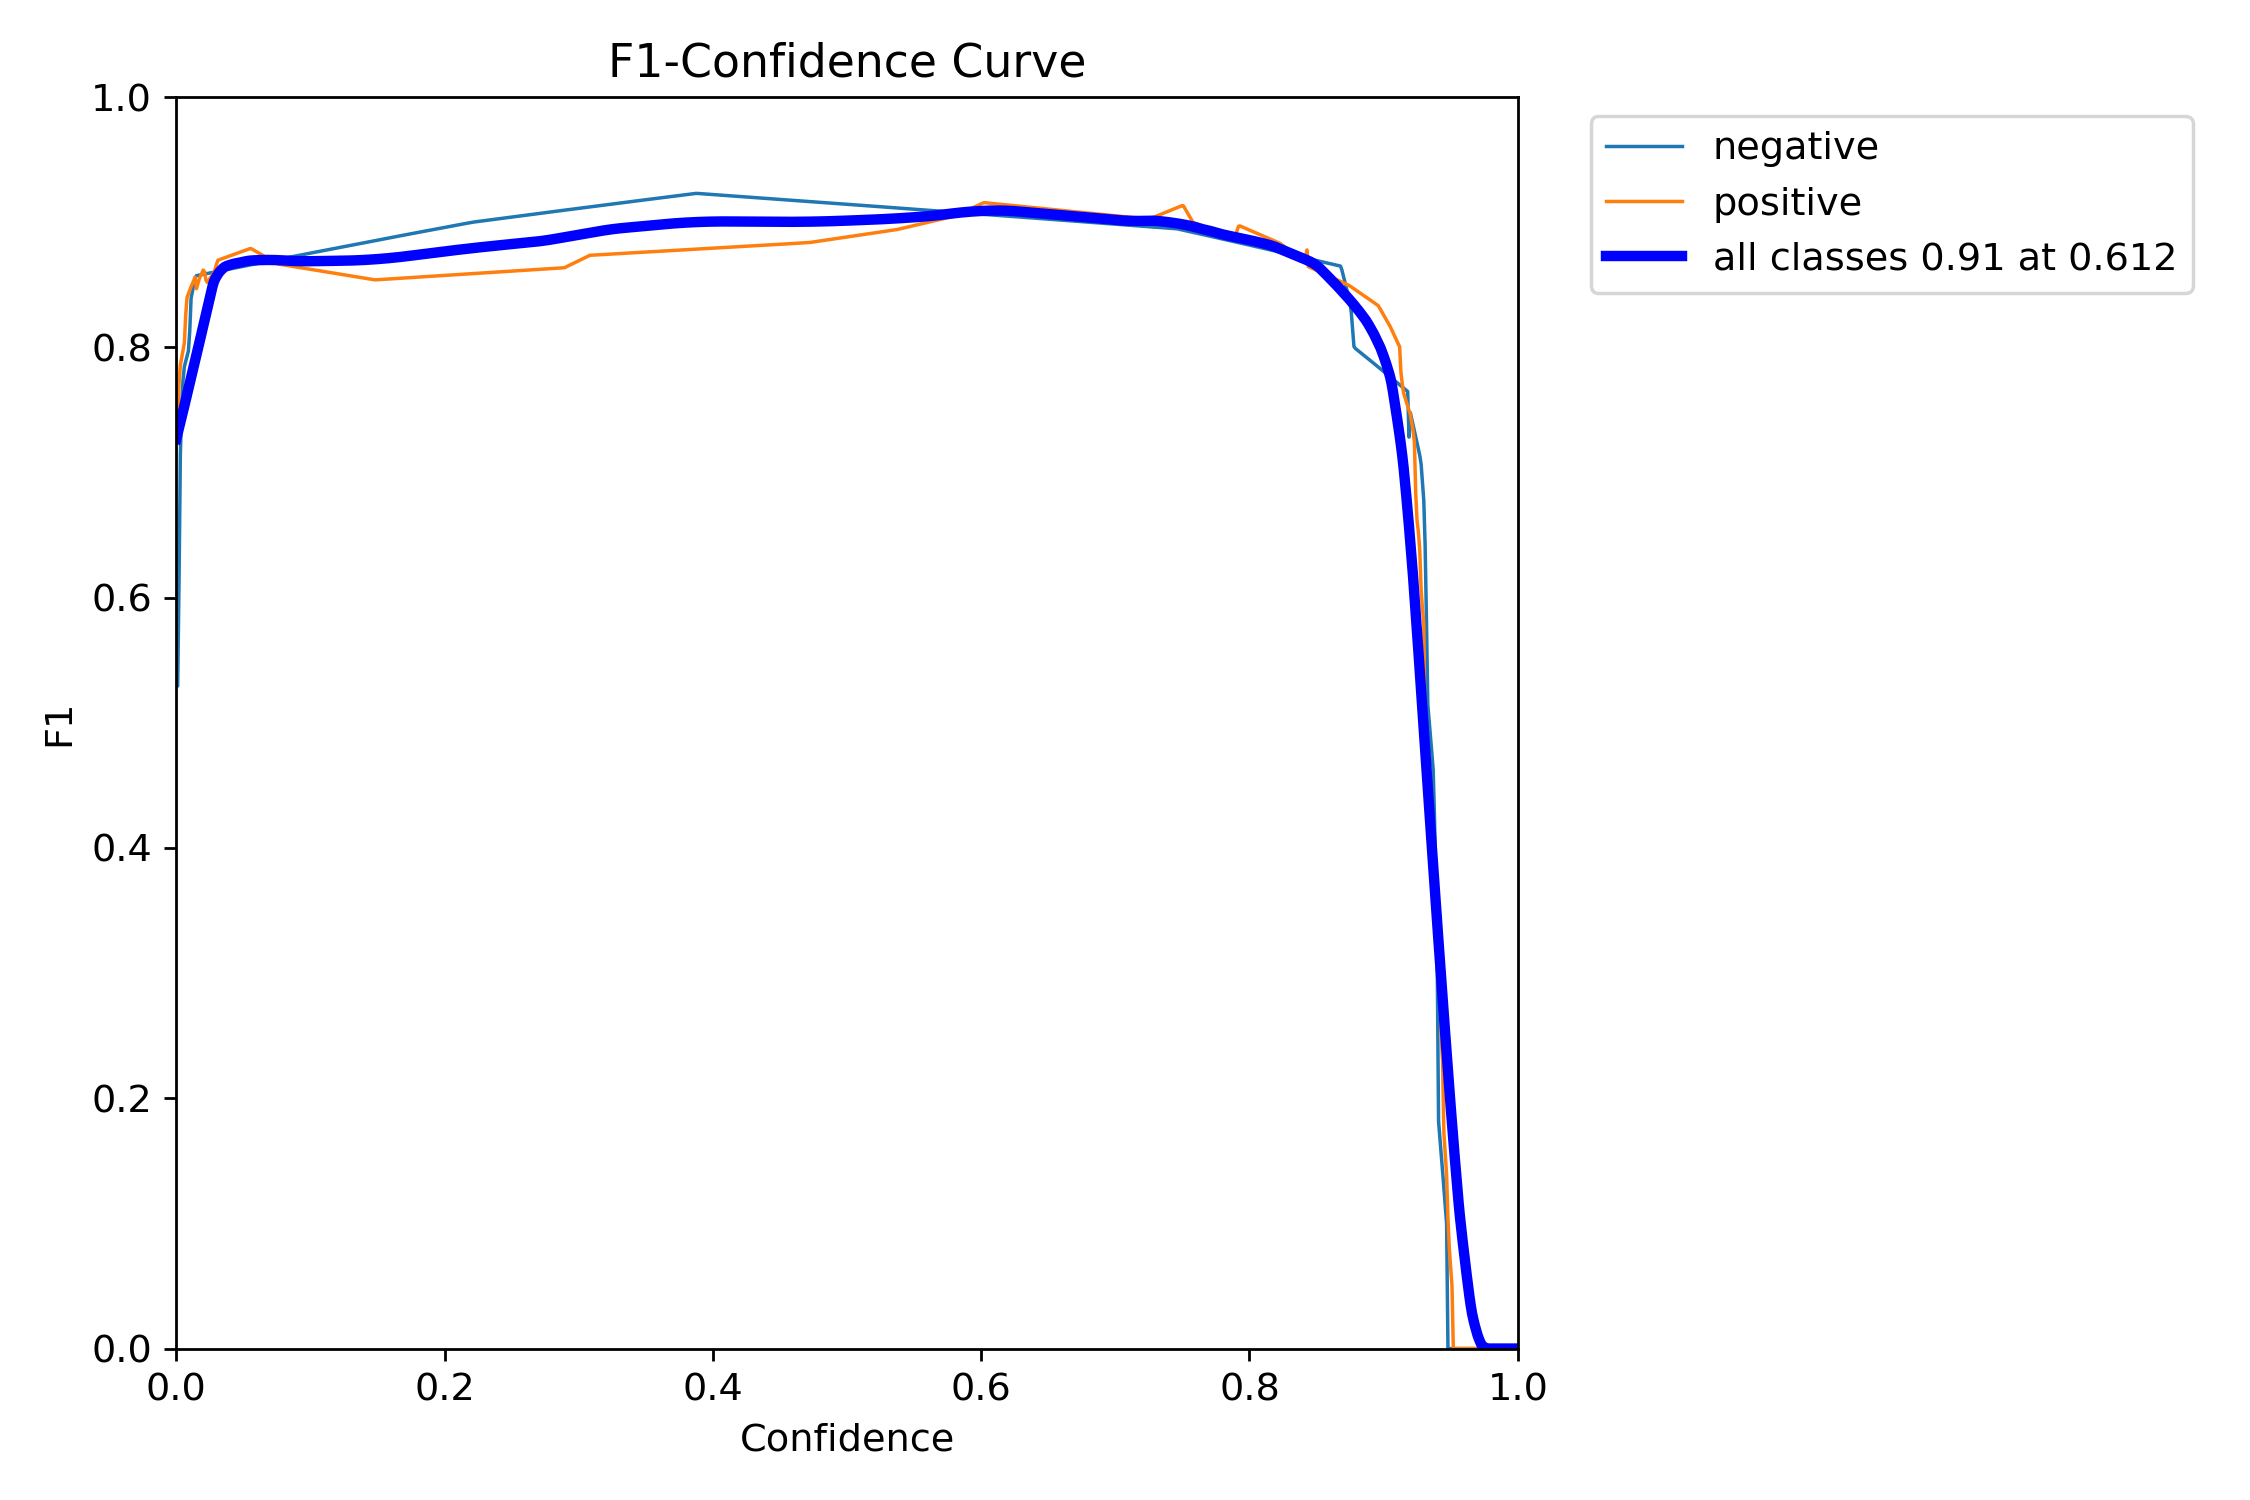 F1-Confidence Curve
1.0
0.8
0.6
0.4
0.2
0.0
F1
0.0 0.2 0.4 0.6 0.8 1.0
Confidence
negative
positive
all classes 0.91 at 0.612